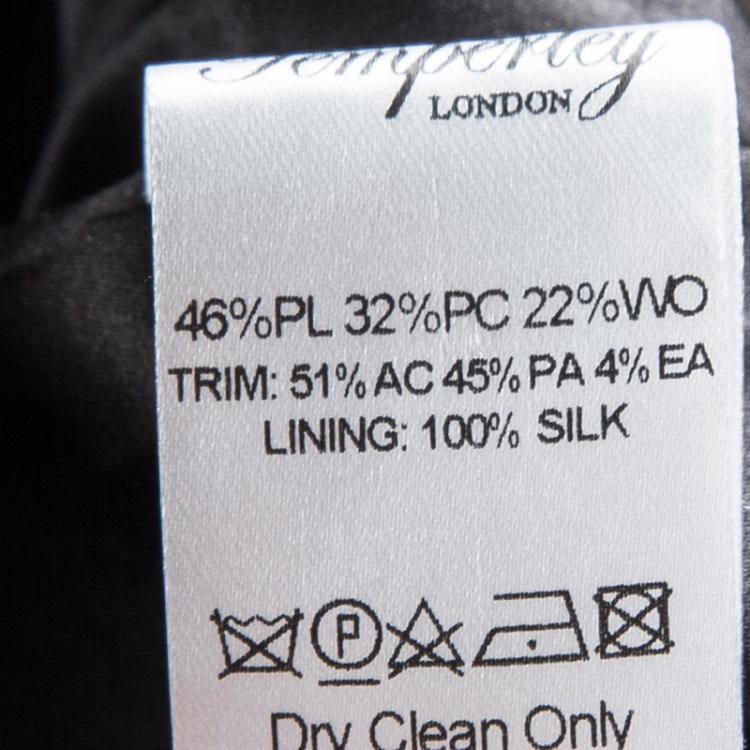 Temperley
LONDON
46%PL 32%PC 22%WO
TRIM: 51% AC 45% PA 4% EA
LINING: 100% SILK
P
Dry Clean Only